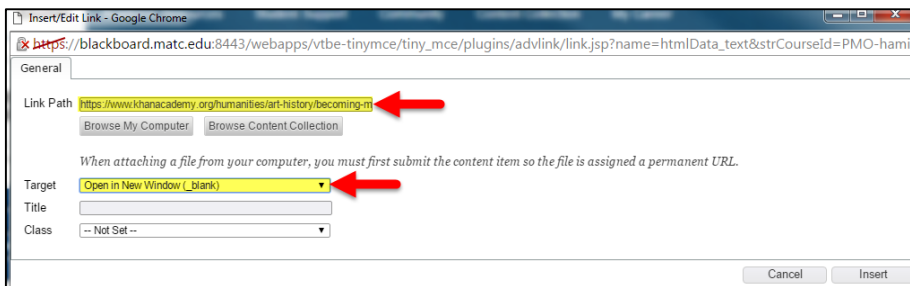 Insert/Edit Link - Google Chrome
https://blackboard.matc.edu:8443/webapps/vtbe-tinymce/tiny_mce/plugins/advlink/link.jsp?name=htmlData_text&strCourseId=PMO-hami
General
Link Path https://www.khanacademy.org/humanities/art-history/becoming-m
Browse My Computer Browse Content Collection
When attaching a file from your computer, you must first submit the content item so the file is assigned a permanent URL.
Target Open in New Window (_blank)
Title
Class -- Not Set --
Cancel Insert